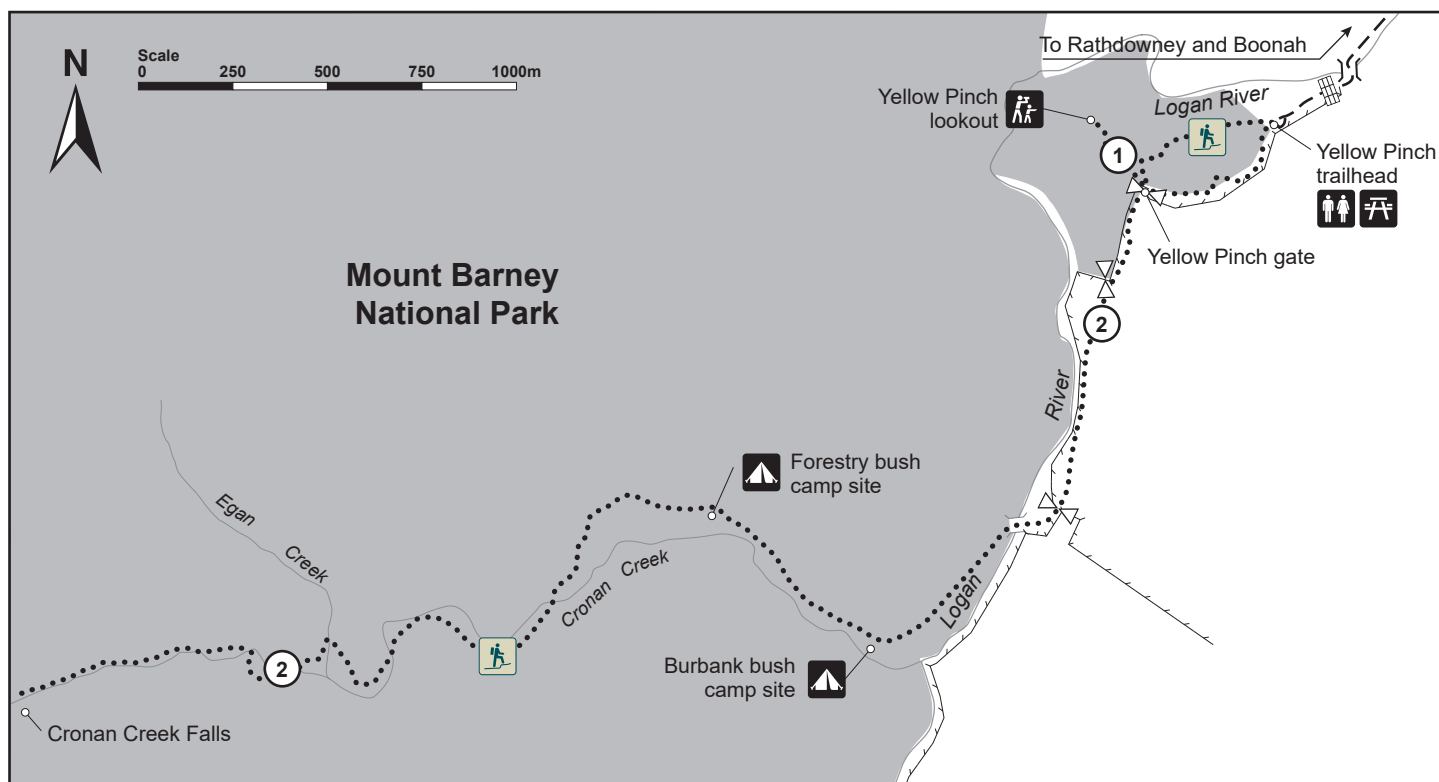 N
Scale
0 250 500 750 1000m
To Rathdowney and Boonah
Yellow Pinch
lookout
Logan River
1
Yellow Pinch
trailhead
Yellow Pinch gate
Mount Barney
National Park
2
River
Forestry bush
camp site
Egan
Creek
Cronan Creek
Logan
2
Burbank bush
camp site
Cronan Creek Falls